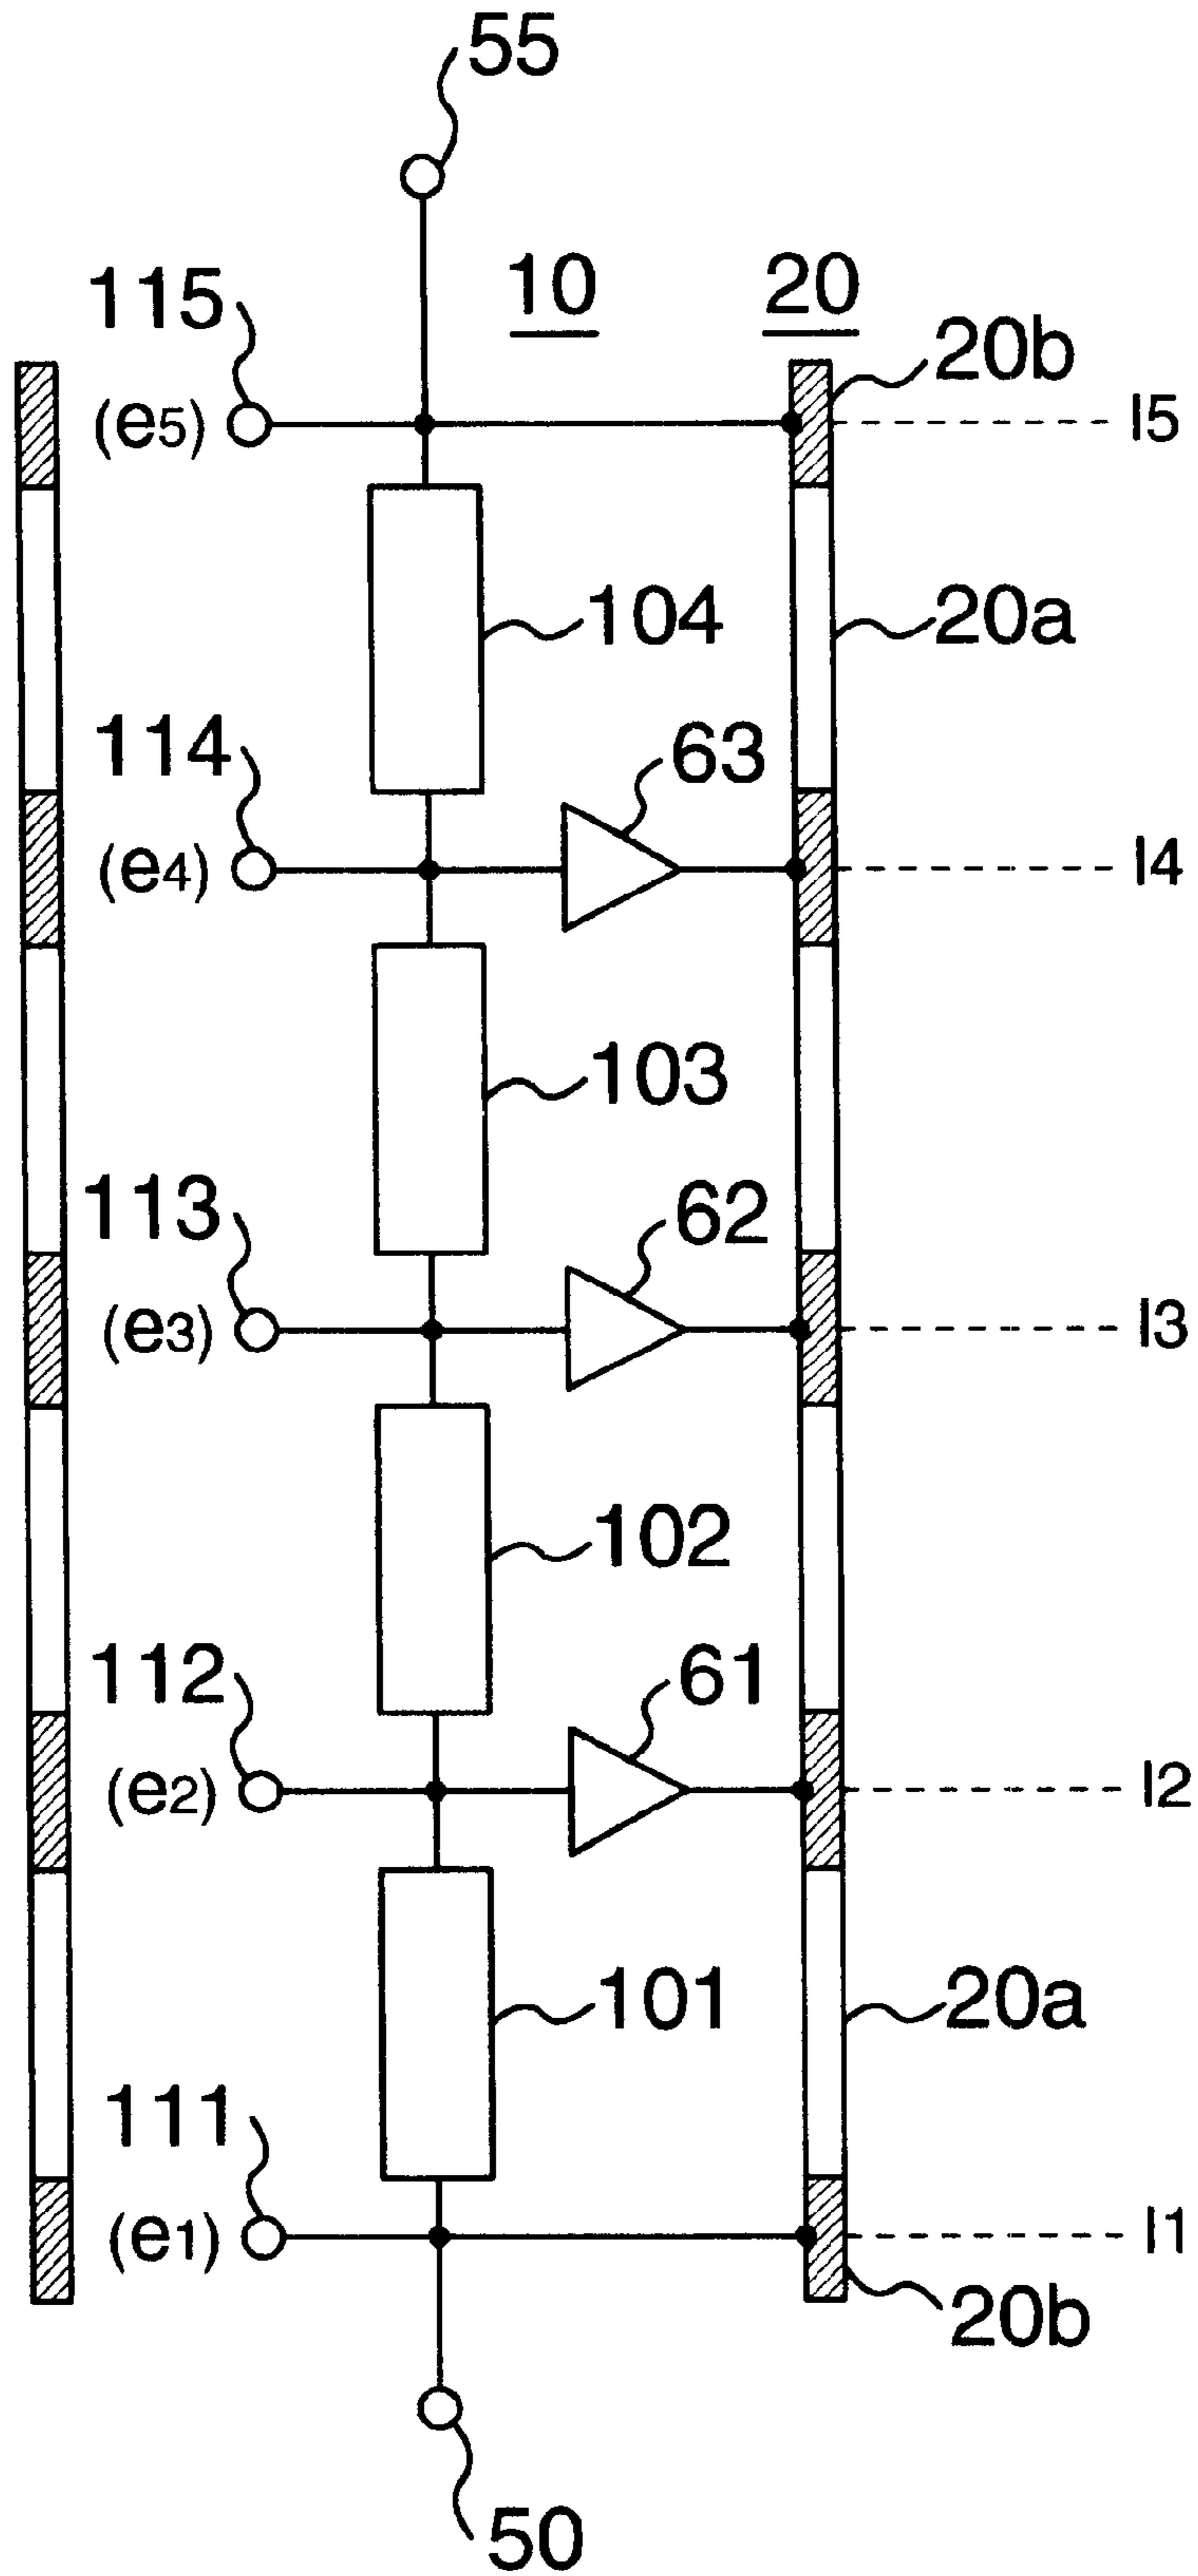 55
10 20
115
20b
(e5) I5
104 20a
114 63
(e4) I4
103
113 62
(e3) I3
102
112 61
(e2) I2
101 20a
111
(e1) I1
20b
50